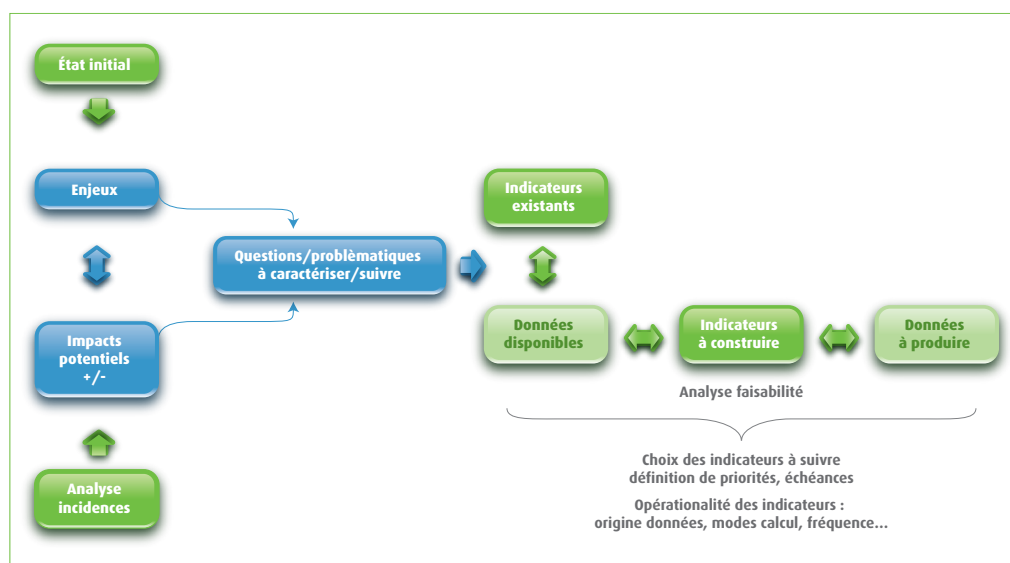 État initial
Enjeux
Impacts
potentiels
+/-
Analyse
incidences
Questions/problèmatiques
à caractériser/suivre
Indicateurs
existants
Données
disponibles
Indicateurs
à construire
Données
à produire
Analyse faisabilité
Choix des indicateurs à suivre
définition de priorités, échéances
Opérationalité des indicateurs :
origine données, modes calcul, fréquence...